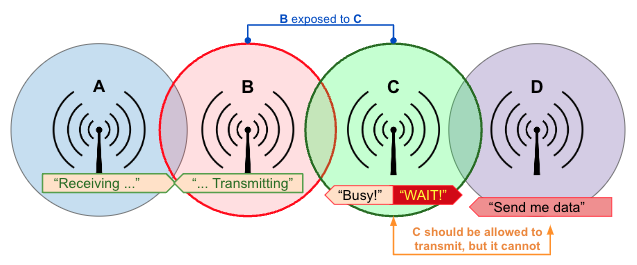 B exposed to C
A
B
C
D
“Receiving ...”
“... Transmitting”
“Busy!”
“WAIT!”
“Send me data”
C should be allowed to
transmit, but it cannot